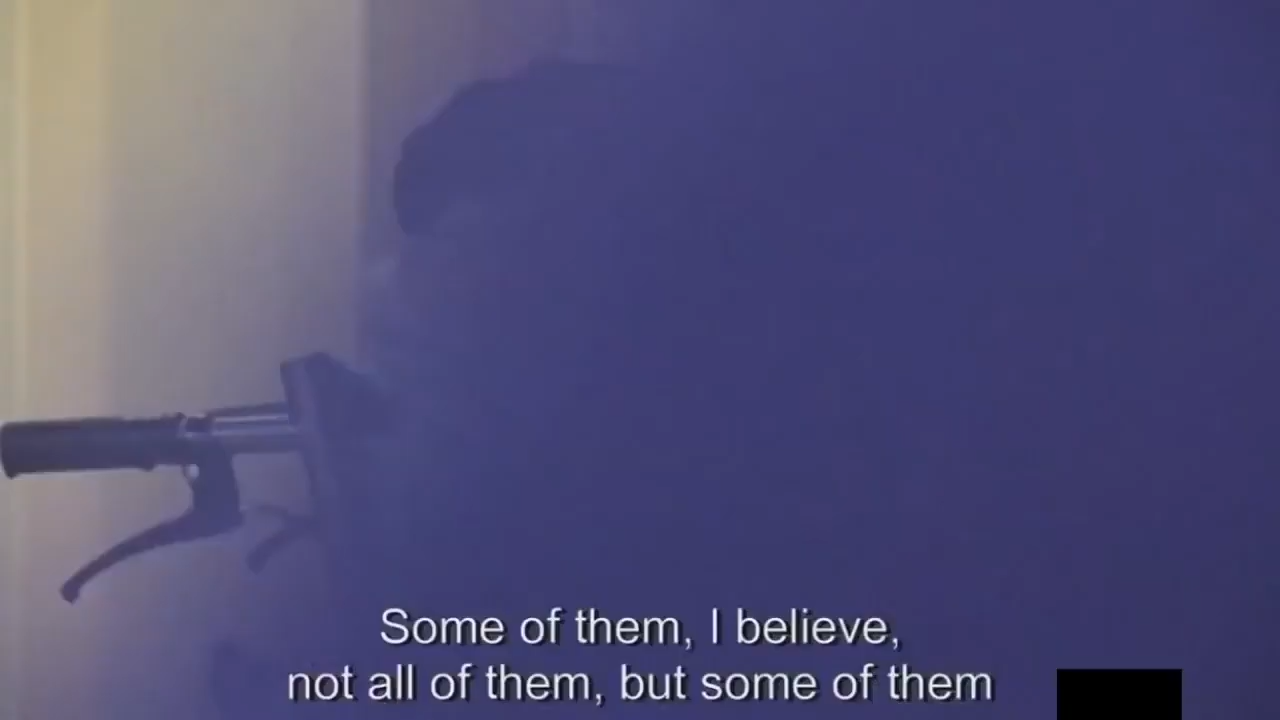 Some of them, I believe,
not all of them, but some of them